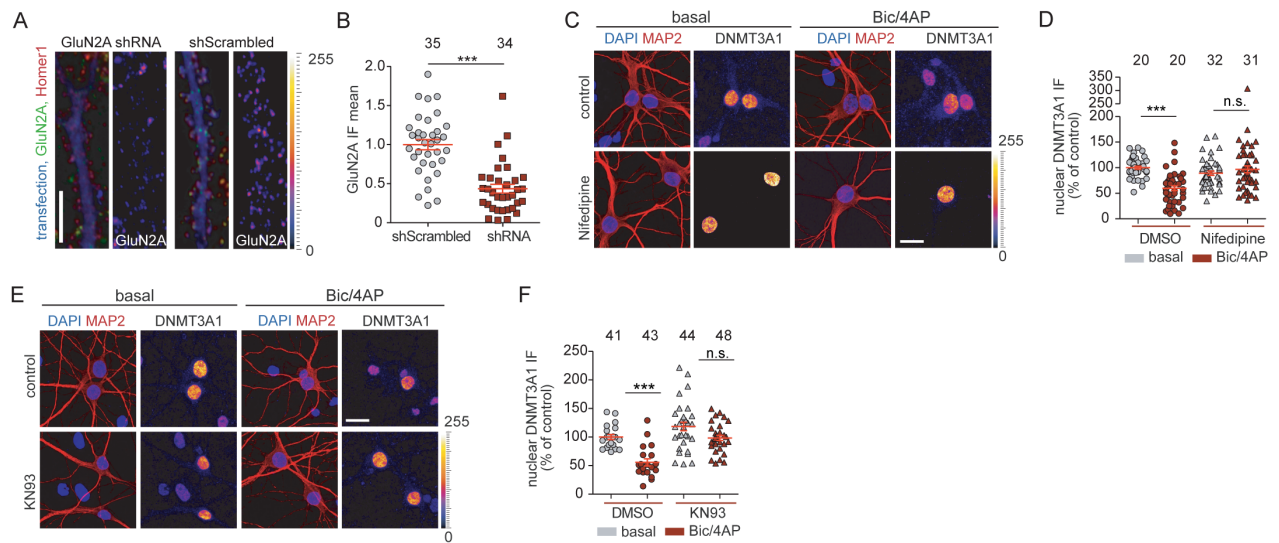 A
GluN2A shRNA
shScrambled
transfection, GluN2A, Homer1
GluN2A
GluN2A
255
0
B
35
34
***
GluN2A IF mean
2.0
1.5
1.0
0.5
0
shScrambled
shRNA
C
basal
Bic/4AP
DAPI MAP2
DNMT3A1
DAPI MAP2
DNMT3A1
control
Nifedipine
255
0
D
20
20
32
31
nuclear DNMT3A1 IF
(% of control)
350
300
250
200
150
100
50
0
***
n.s.
DMSO
Nifedipine
basal
Bic/4AP
E
basal
Bic/4AP
DAPI MAP2
DNMT3A1
DAPI MAP2
DNMT3A1
control
KN93
255
0
F
41
43
44
48
n.s.
***
nuclear DNMT3A1 IF
(% of control)
250
200
150
100
50
0
DMSO
KN93
basal
Bic/4AP